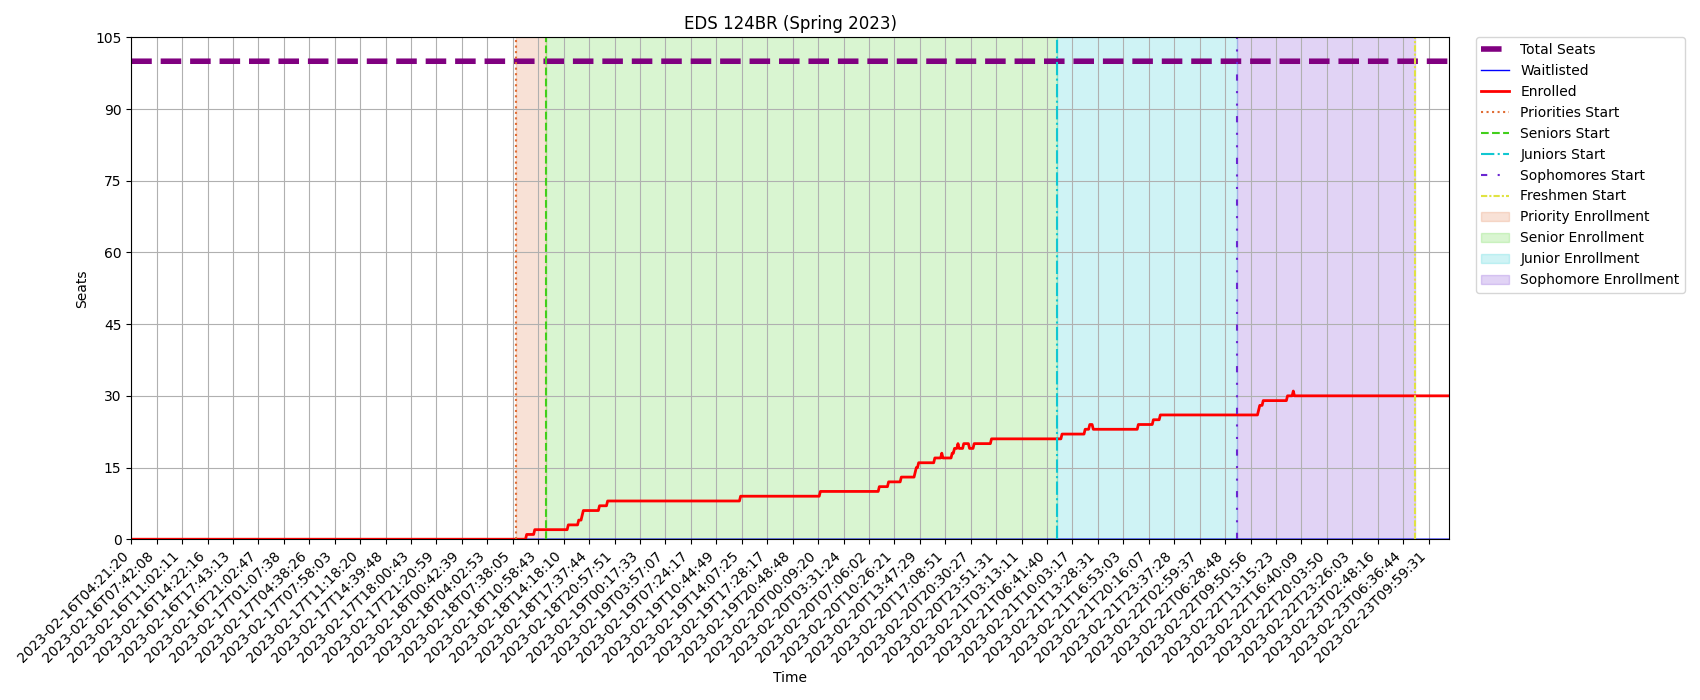 EDS 124BR (Spring 2023)
105
90
75
60
45
30
15
0
Seats
2023-02-16T04:21:20
2023-02-16T07:42:08
2023-02-16T11:02:11
2023-02-16T14:22:16
2023-02-16T17:43:13
2023-02-16T21:02:47
2023-02-17T01:07:38
2023-02-17T04:38:26
2023-02-17T07:58:03
2023-02-17T11:18:20
2023-02-17T14:39:48
2023-02-17T18:00:43
2023-02-17T21:20:59
2023-02-18T00:42:39
2023-02-18T04:02:53
2023-02-18T07:38:05
2023-02-18T10:58:43
2023-02-18T14:18:10
2023-02-18T17:37:44
2023-02-18T20:57:51
2023-02-19T00:17:33
2023-02-19T03:57:07
2023-02-19T07:24:17
2023-02-19T10:44:49
2023-02-19T14:07:25
2023-02-19T17:28:17
2023-02-19T20:48:48
2023-02-20T00:09:20
2023-02-20T03:31:24
2023-02-20T07:06:02
2023-02-20T10:26:21
2023-02-20T13:47:29
2023-02-20T17:08:51
2023-02-20T20:30:27
2023-02-20T23:51:31
2023-02-21T03:13:11
2023-02-21T06:41:40
2023-02-21T10:03:17
2023-02-21T13:28:31
2023-02-21T16:53:03
2023-02-21T20:16:07
2023-02-21T23:37:28
2023-02-22T02:59:37
2023-02-22T06:28:48
2023-02-22T09:50:56
2023-02-22T13:15:23
2023-02-22T16:40:09
2023-02-22T20:03:50
2023-02-22T23:26:03
2023-02-23T02:48:16
2023-02-23T06:36:44
2023-02-23T09:59:31
Time
Total Seats
Waitlisted
Enrolled
Priorities Start
Seniors Start
Juniors Start
Sophomores Start
Freshmen Start
Priority Enrollment
Senior Enrollment
Junior Enrollment
Sophomore Enrollment